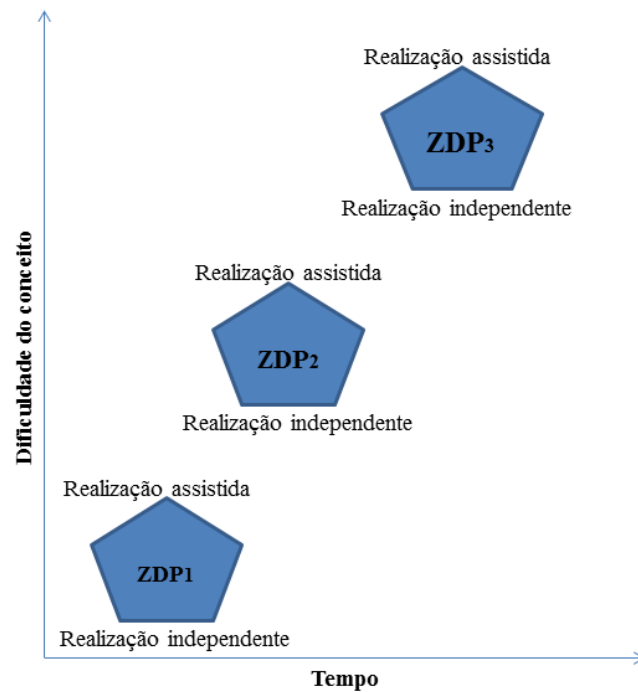 Realização assistida
ZDP3
Realização independente
Realização assistida
ZDP2
Realização independente
Realização assistida
ZDP1
Realização independente
Dificuldade do conceito
Tempo